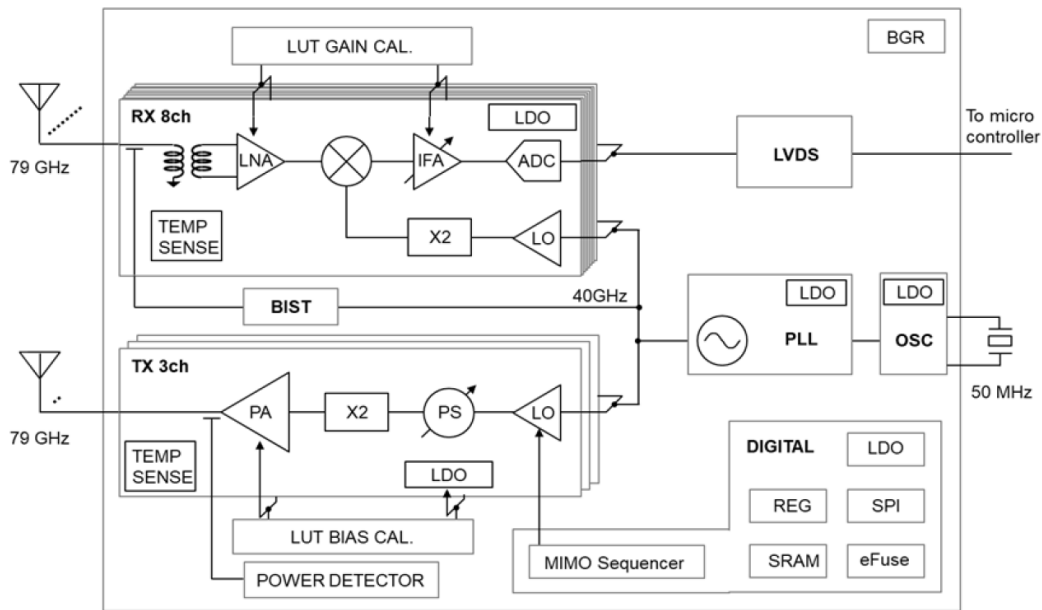 LUT GAIN CAL.
BGR
RX 8ch
LDO
To micro
controller
LNA
IFA
ADC
LVDS
79 GHz
TEMP
SENSE
X2
LO
BIST
40GHz
LDO
PLL
LDO
OSC
50 MHz
TX 3ch
PA
X2
PS
LO
79 GHz
TEMP
SENSE
LDO
LUT BIAS CAL.
POWER DETECTOR
DIGITAL
LDO
REG
SPI
MIMO Sequencer
SRAM
eFuse